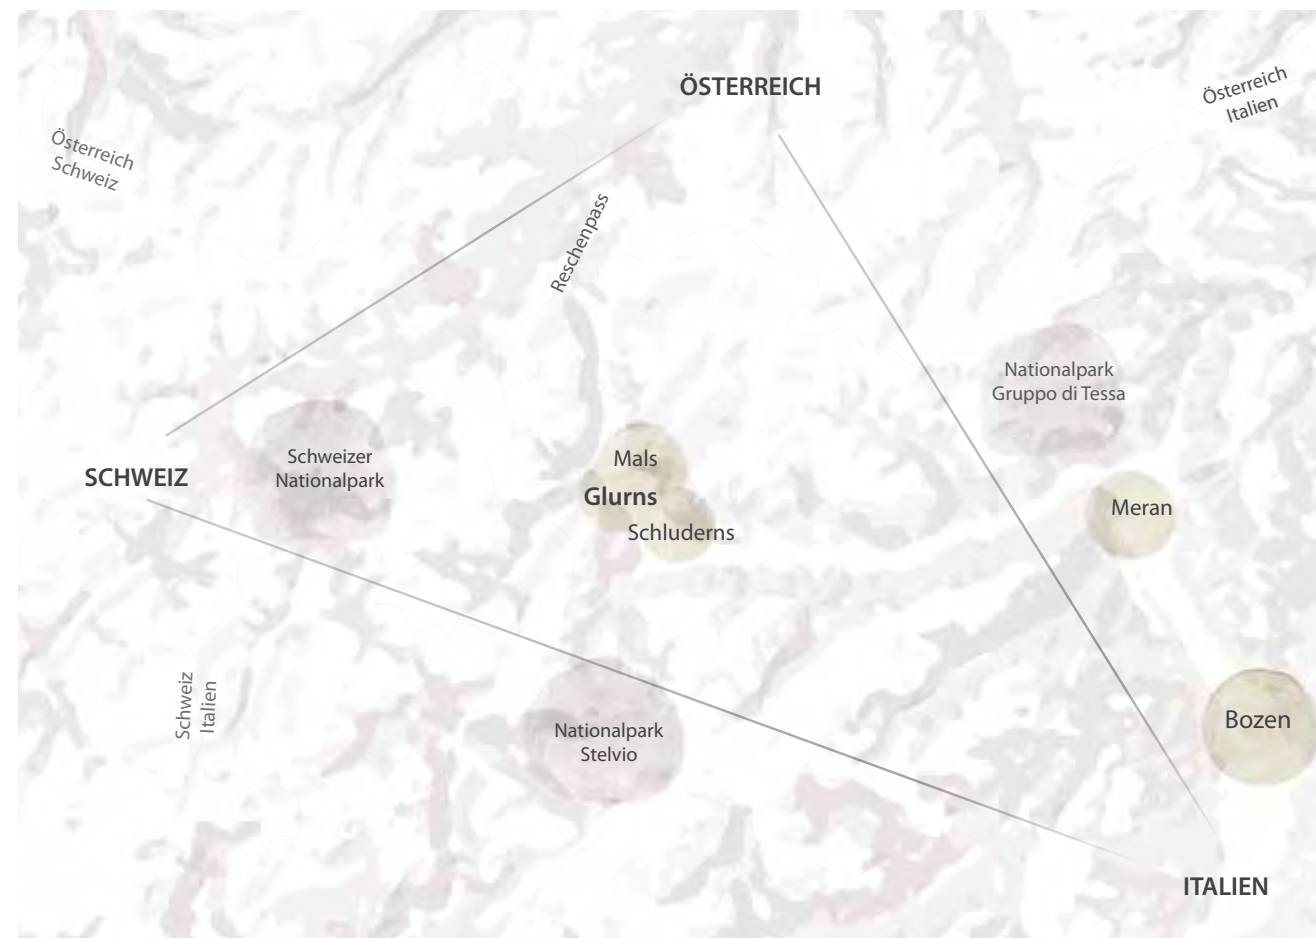 ÖSTERREICH
Österreich
Italien
Österreich
Schweiz
Reschenpass
Nationalpark
Gruppo di Tessa
Schweizer
Nationalpark
SCHWEIZ
Mals
Glurns
Schluderns
Meran
Schweiz
Italien
Nationalpark
Stelvio
Bozen
ITALIEN